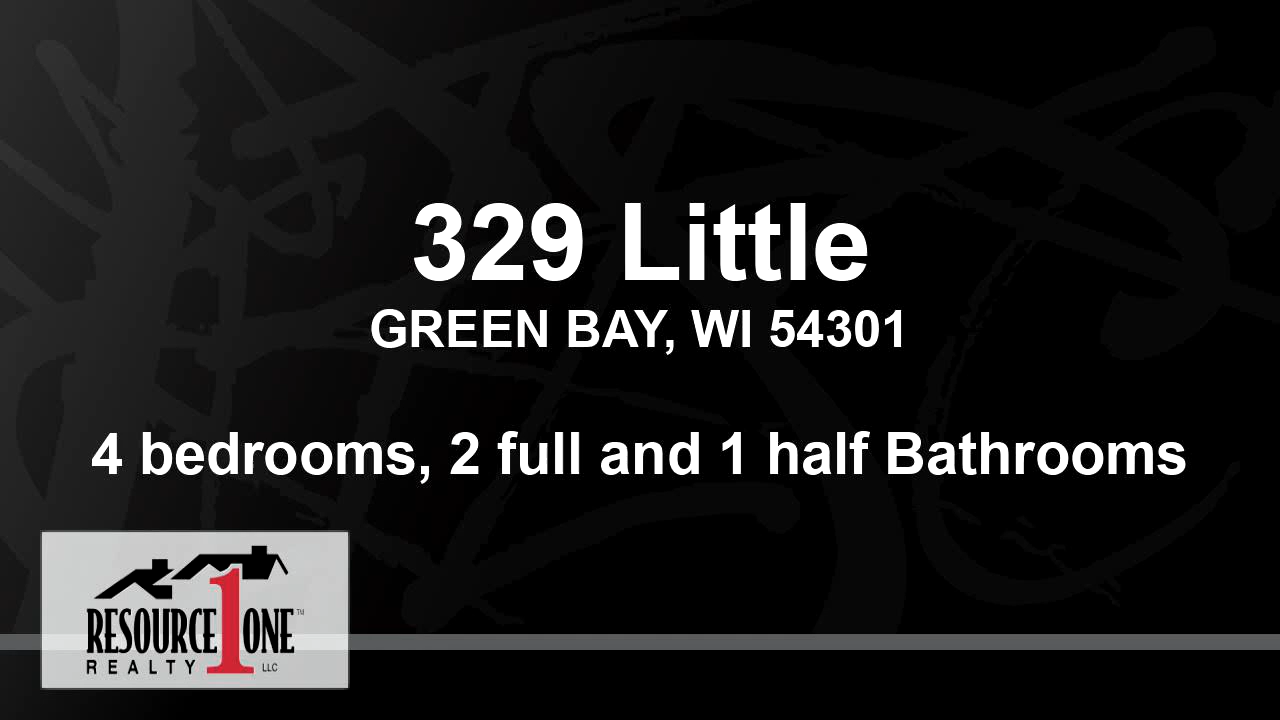 329 Little
GREEN BAY, WI 54301
4 bedrooms, 2 full and 1 half Bathrooms
RESOURCE 1 ONE ™
REALTY LLC